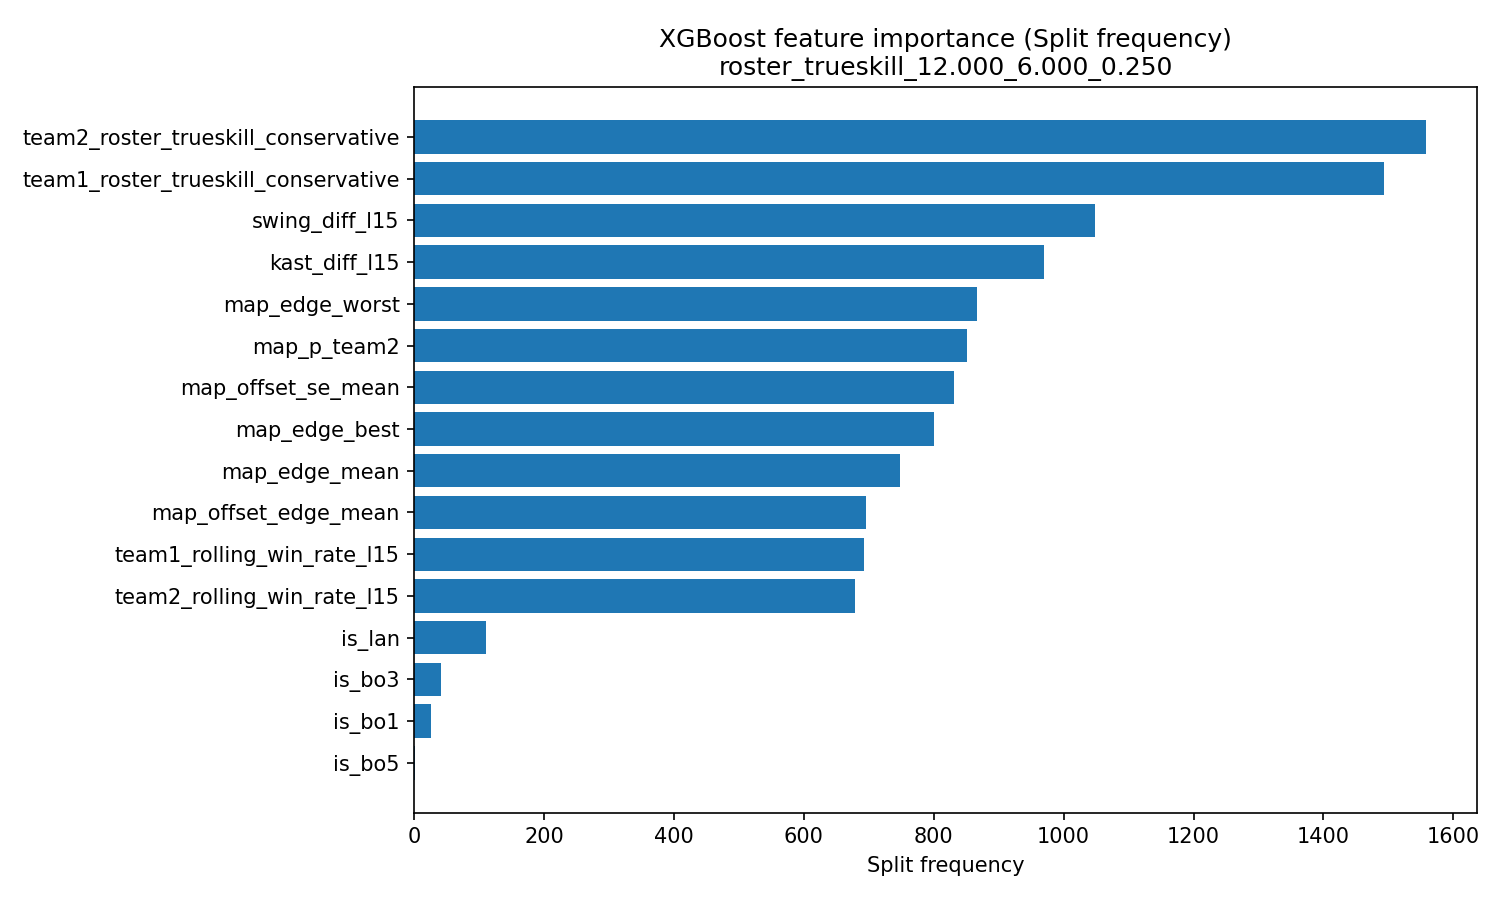 XGBoost feature importance (Split frequency)
roster_trueskill_12.000_6.000_0.250
team2_roster_trueskill_conservative
team1_roster_trueskill_conservative
swing_diff_l15
kast_diff_l15
map_edge_worst
map_p_team2
map_offset_se_mean
map_edge_best
map_edge_mean
map_offset_edge_mean
team1_rolling_win_rate_l15
team2_rolling_win_rate_l15
is_lan
is_bo3
is_bo1
is_bo5
0 200 400 600 800 1000 1200 1400 1600
Split frequency